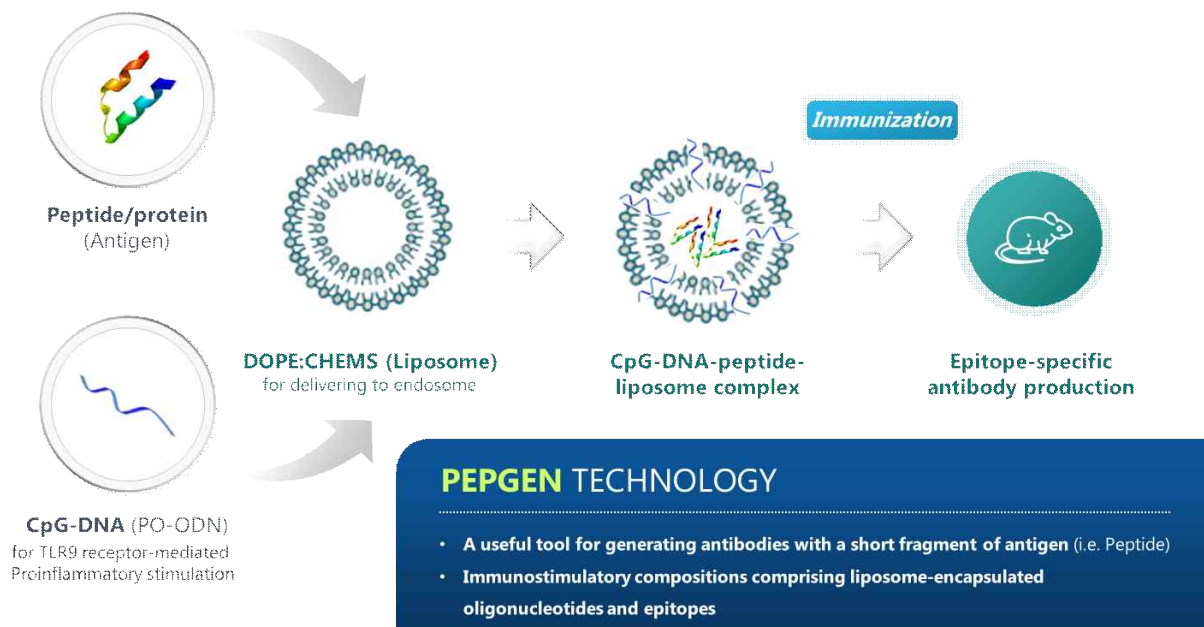 Peptide/protein
(Antigen)
CpG-DNA (PO-ODN)
for TLR9 receptor-mediated
Proinflammatory stimulation
DOPE:CHEMS (Liposome)
for delivering to endosome
CpG-DNA-peptide-
liposome complex
Immunization
Epitope-specific
antibody production
PEPGEN TECHNOLOGY
• A useful tool for generating antibodies with a short fragment of antigen (i.e. Peptide)
• Immunostimulatory compositions comprising liposome-encapsulated
oligonucleotides and epitopes